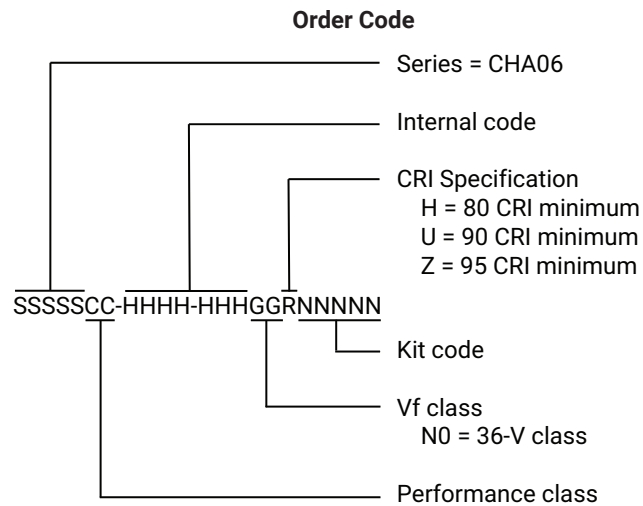 Order Code
Series = CHA06
Internal code
CRI Specification
H = 80 CRI minimum
U = 90 CRI minimum
Z = 95 CRI minimum
SSSSSCC-HHHH-HHHGGRNNNNN
Kit code
Vf class
N0 = 36-V class
Performance class